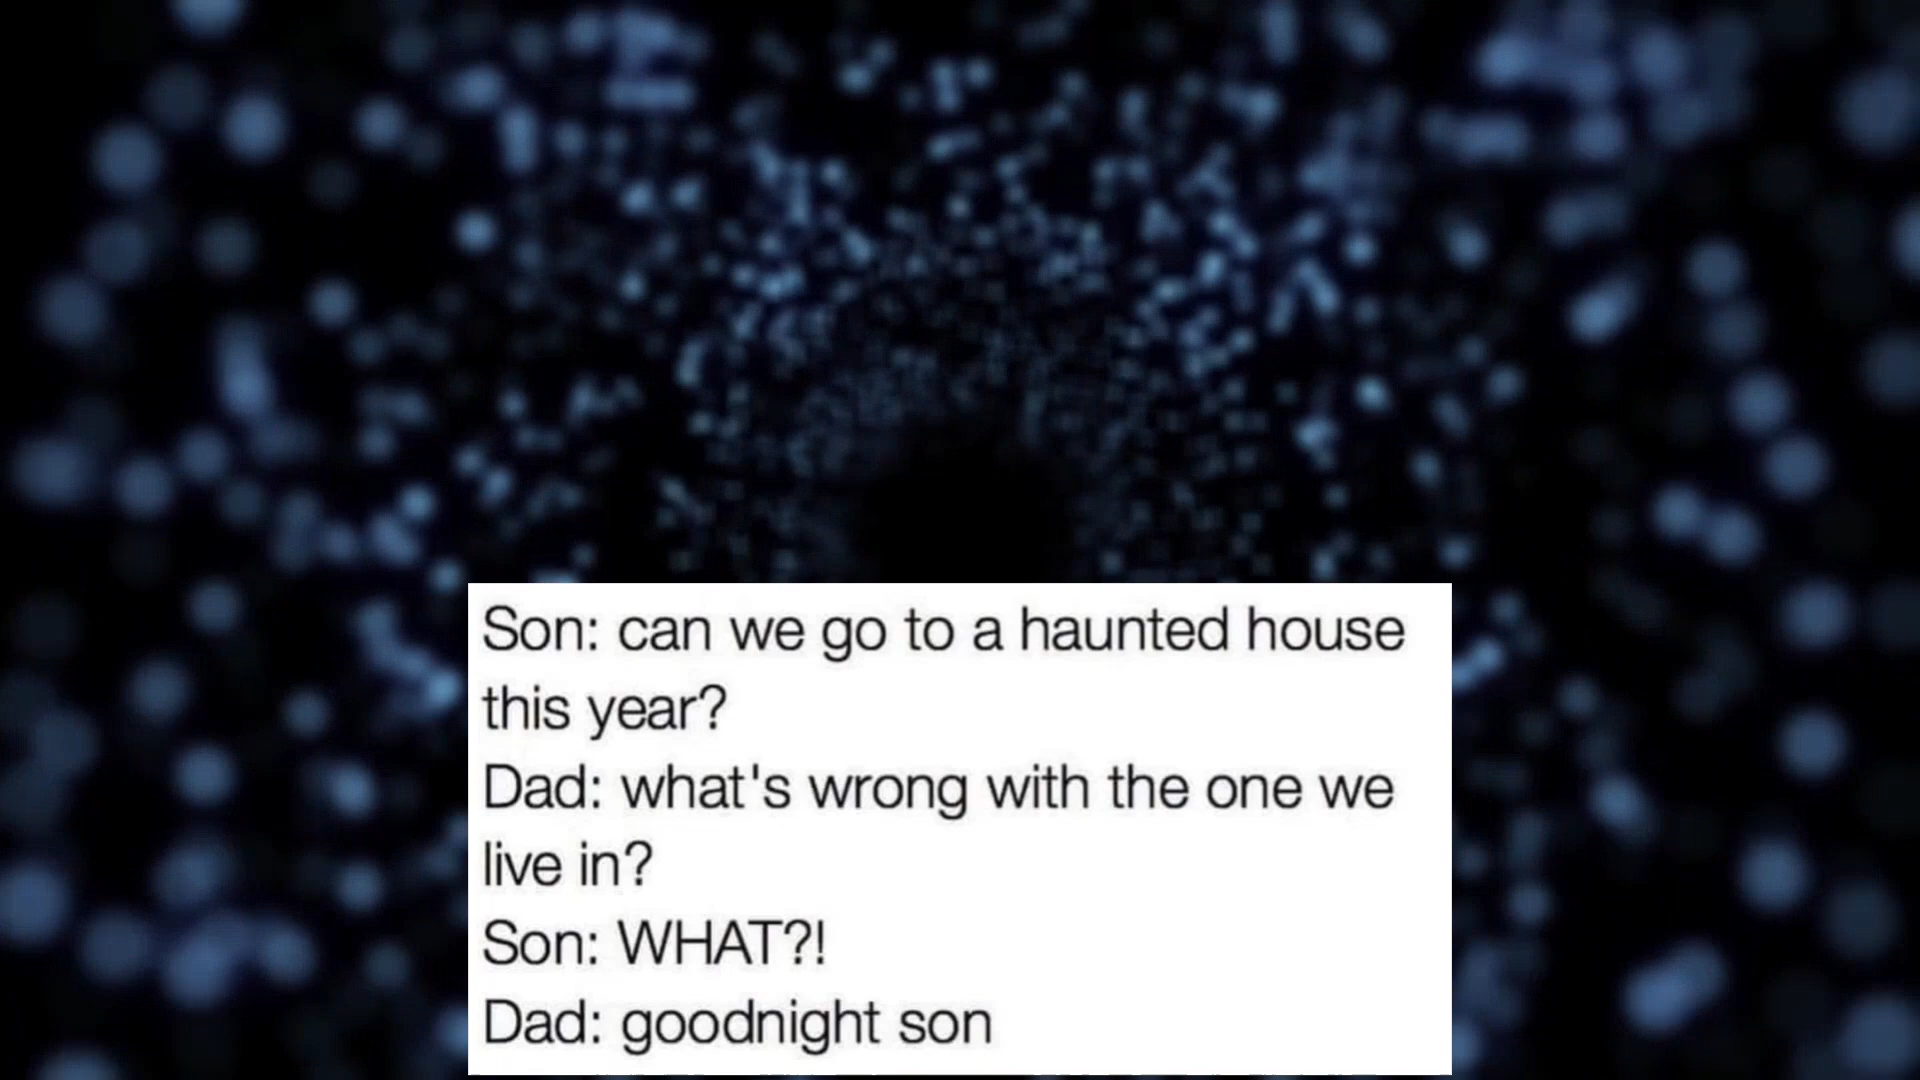 Son: can we go to a haunted house
this year?
Dad: what's wrong with the one we
live in?
Son: WHAT?!
Dad: goodnight son